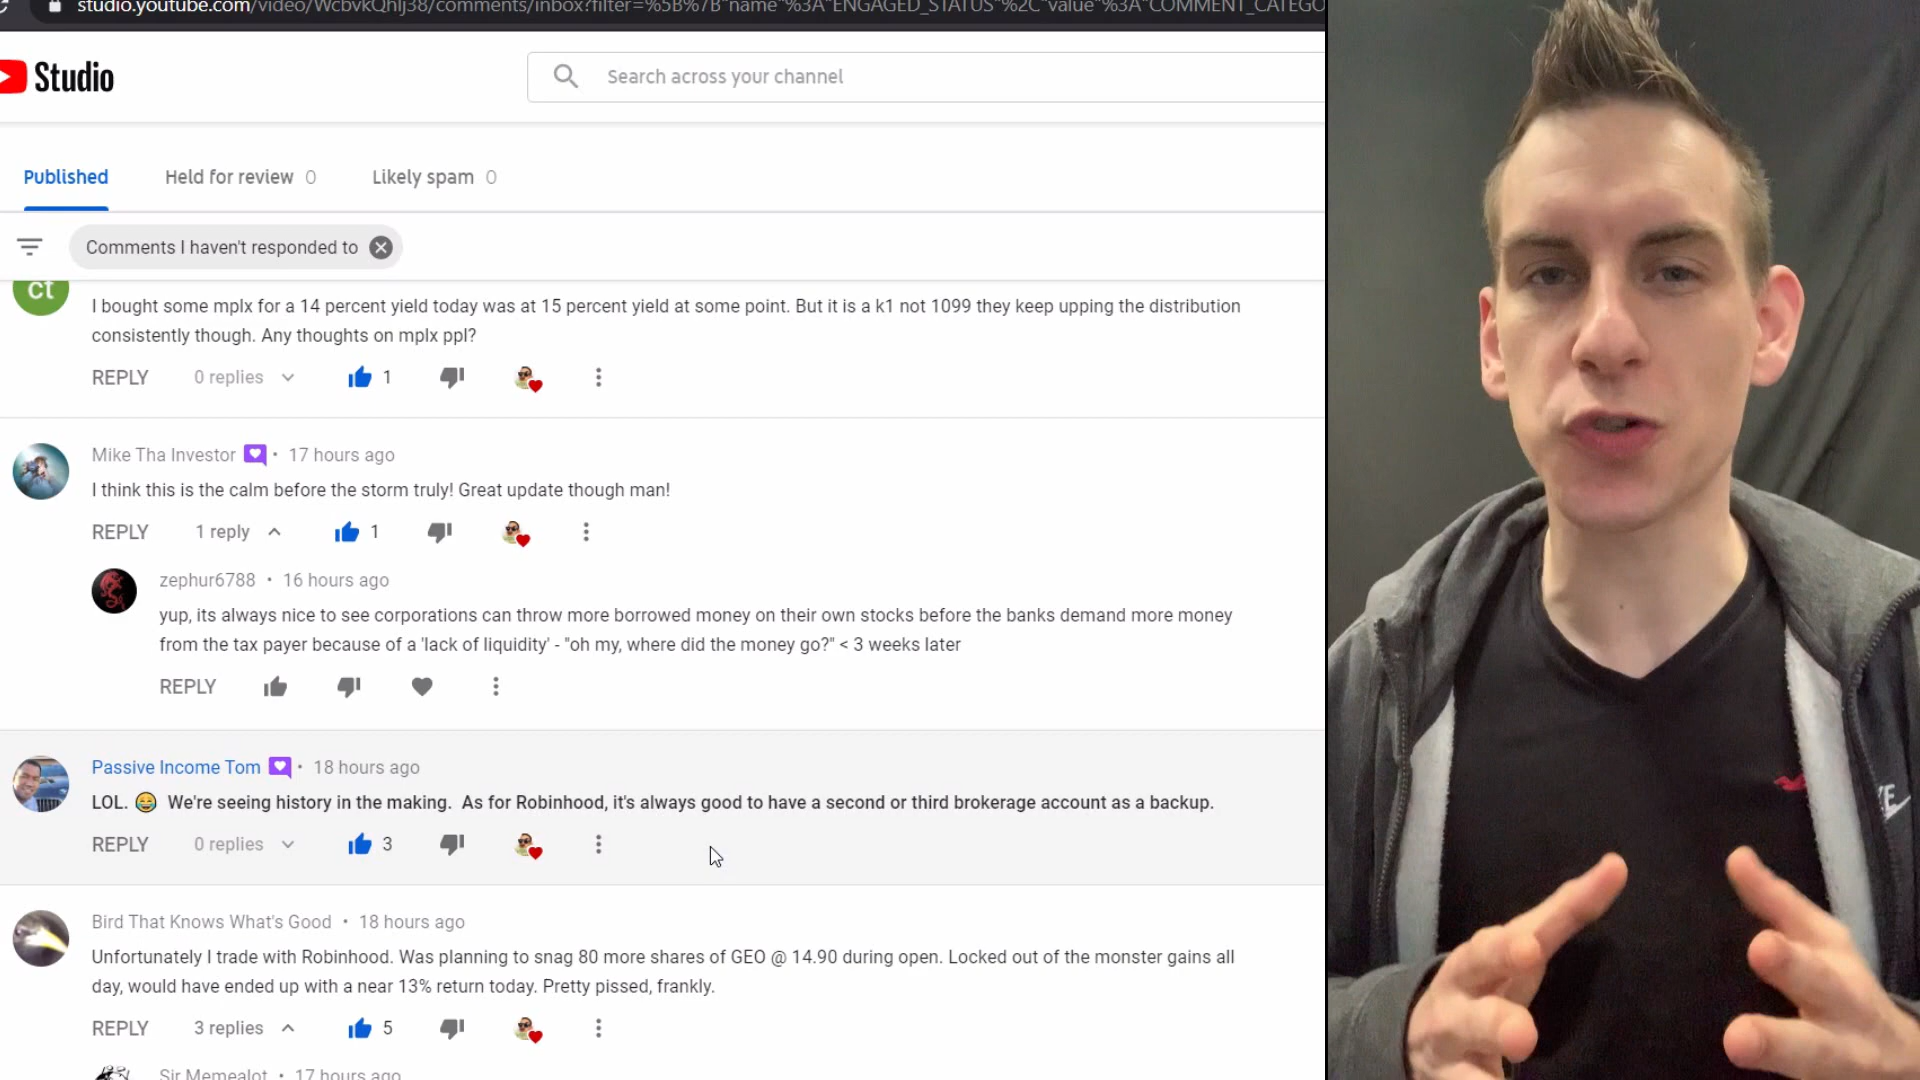 studio.youtube.com/video/WcbvkQhIj38/comments/inbox?filter=%5B%7B"name"%3A"ENGAGED_STATUS"%2C"value"%3A"COMMENT_CATEGO
Studio
Search across your channel
Published
Held for review 0
Likely spam 0
Comments I haven't responded to
ct
I bought some mplx for a 14 percent yield today was at 15 percent yield at some point. But it is a k1 not 1099 they keep upping the distribution
consistently though. Any thoughts on mplx ppl?
REPLY 0 replies 1
Mike Tha Investor • 17 hours ago
I think this is the calm before the storm truly! Great update though man!
REPLY 1 reply 1
zephur6788 • 16 hours ago
yup, its always nice to see corporations can throw more borrowed money on their own stocks before the banks demand more money
from the tax payer because of a 'lack of liquidity' - "oh my, where did the money go?" < 3 weeks later
REPLY
Passive Income Tom • 18 hours ago
LOL. 😂 We're seeing history in the making. As for Robinhood, it's always good to have a second or third brokerage account as a backup.
REPLY 0 replies 3
Bird That Knows What's Good • 18 hours ago
Unfortunately I trade with Robinhood. Was planning to snag 80 more shares of GEO @ 14.90 during open. Locked out of the monster gains all
day, would have ended up with a near 13% return today. Pretty pissed, frankly.
REPLY 3 replies 5
Sir Memealot • 17 hours ago